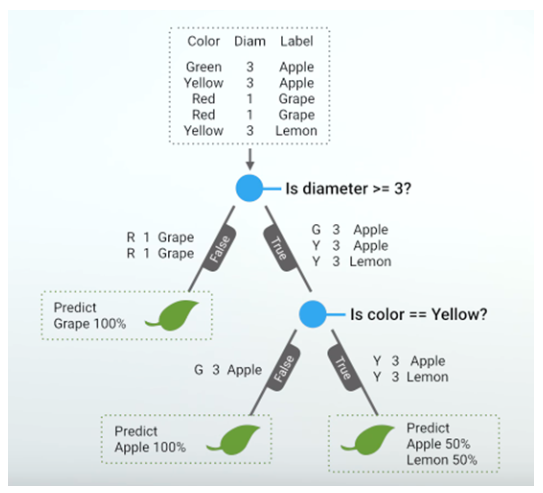 Color Diam Label
Green 3 Apple
Yellow 3 Apple
Red 1 Grape
Red 1 Grape
Yellow 3 Lemon
Is diameter >= 3?
R 1 Grape
R 1 Grape
False
True
G 3 Apple
Y 3 Apple
Y 3 Lemon
Predict
Grape 100%
Is color == Yellow?
G 3 Apple
False
True
Y 3 Apple
Y 3 Lemon
Predict
Apple 100%
Predict
Apple 50%
Lemon 50%